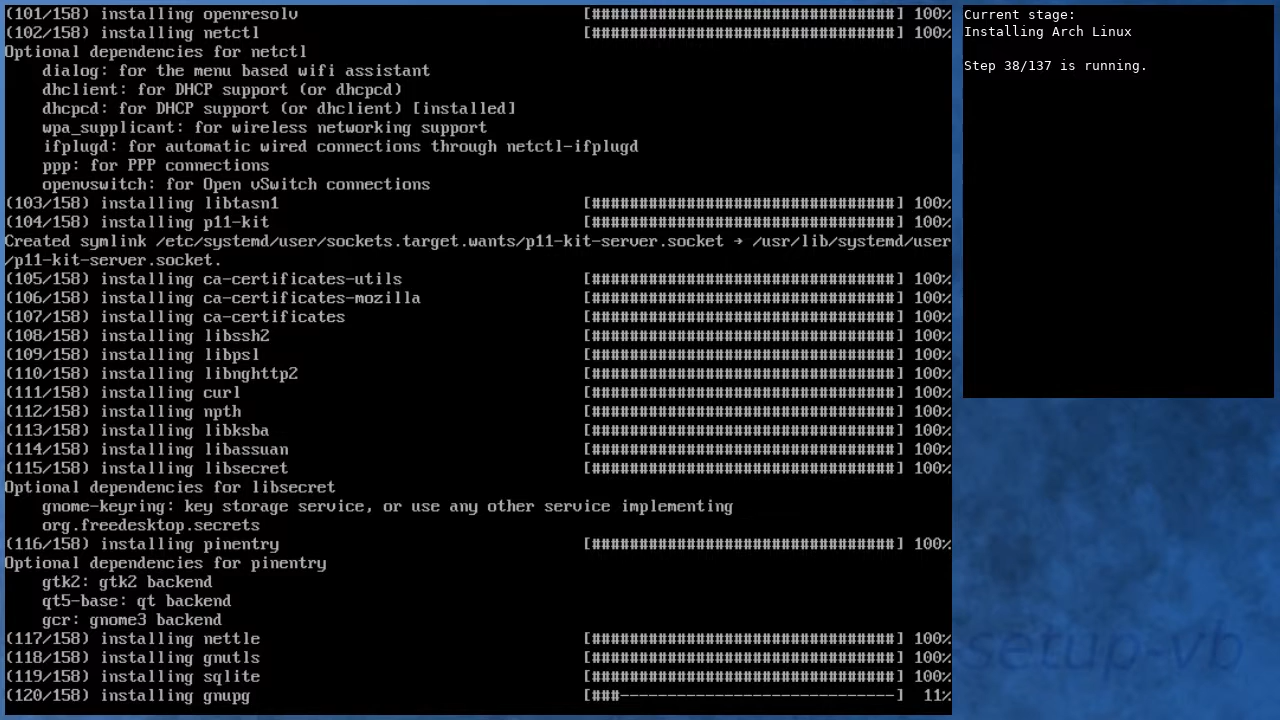 (101/158) installing openresolv [################################] 100%
(102/158) installing netctl [################################] 100%
Optional dependencies for netctl
dialog: for the menu based wifi assistant
dhclient: for DHCP support (or dhcpcd)
dhcpcd: for DHCP support (or dhclient) [installed]
wpa_supplicant: for wireless networking support
ifplugd: for automatic wired connections through netctl-ifplugd
ppp: for PPP connections
openvswitch: for Open vSwitch connections
(103/158) installing libtasn1 [################################] 100%
(104/158) installing p11-kit [################################] 100%
Created symlink /etc/systemd/user/sockets.target.wants/p11-kit-server.socket → /usr/lib/systemd/user
/p11-kit-server.socket.
(105/158) installing ca-certificates-utils [################################] 100%
(106/158) installing ca-certificates-mozilla [################################] 100%
(107/158) installing ca-certificates [################################] 100%
(108/158) installing libssh2 [################################] 100%
(109/158) installing libpsl [################################] 100%
(110/158) installing libnghttp2 [################################] 100%
(111/158) installing curl [################################] 100%
(112/158) installing npth [################################] 100%
(113/158) installing libksba [################################] 100%
(114/158) installing libassuan [################################] 100%
(115/158) installing libsecret [################################] 100%
Optional dependencies for libsecret
gnome-keyring: key storage service, or use any other service implementing
org.freedesktop.secrets
(116/158) installing pinentry [################################] 100%
Optional dependencies for pinentry
gtk2: gtk2 backend
qt5-base: qt backend
gcr: gnome3 backend
(117/158) installing nettle [################################] 100%
(118/158) installing gnutls [################################] 100%
(119/158) installing sqlite [################################] 100%
(120/158) installing gnupg [###-----------------------------] 11%
Current stage:
Installing Arch Linux
Step 38/137 is running.
setup-vb